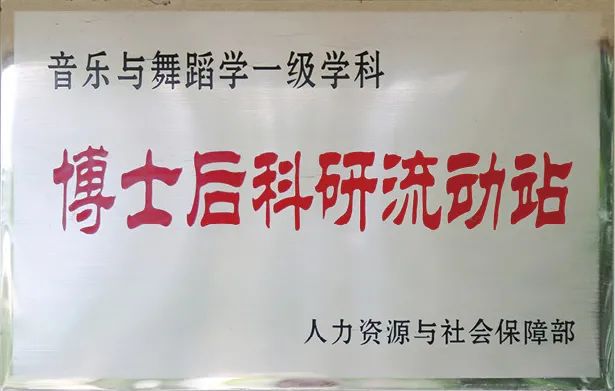 音乐与舞蹈学一级学科
博士后科研流动站
人力资源与社会保障部